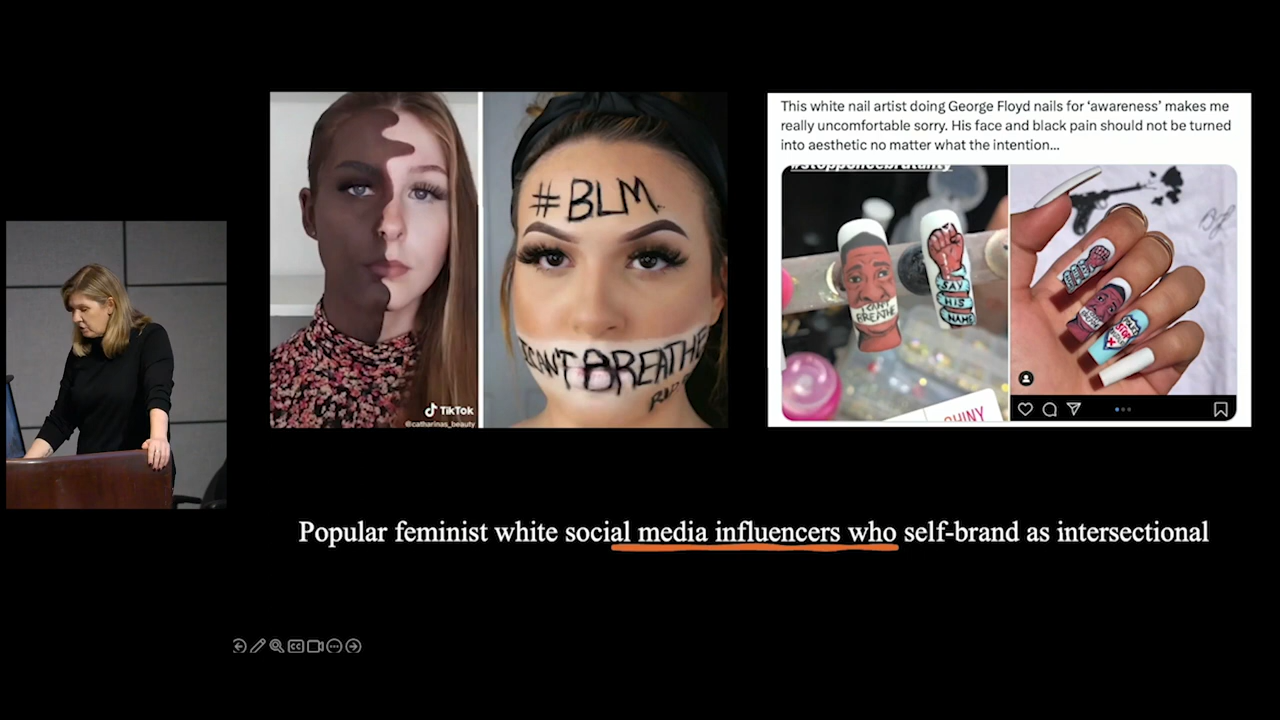 This white nail artist doing George Floyd nails for ‘awareness’ makes me
really uncomfortable sorry. His face and black pain should not be turned
into aesthetic no matter what the intention...
#stoppolicebrutality
#BLM
I CAN'T BREATHE
TikTok
@catharinas_beauty
BREATHE
SAY
HIS
NAME
SHINY
Popular feminist white social media influencers who self-brand as intersectional